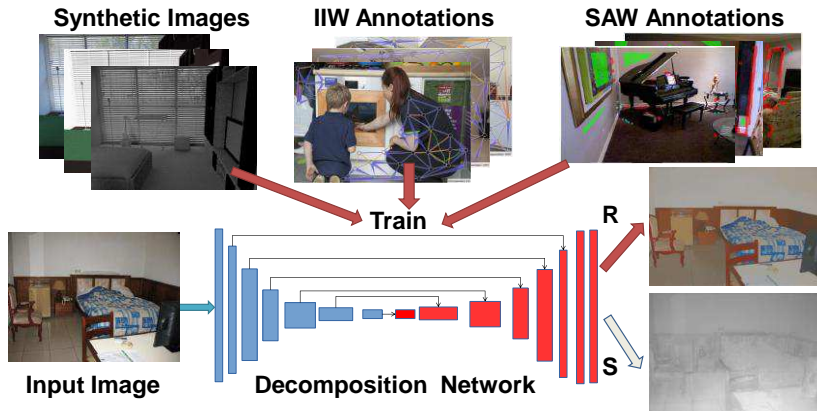 Synthetic Images
IIW Annotations
SAW Annotations
Train
R
S
Input Image
Decomposition Network